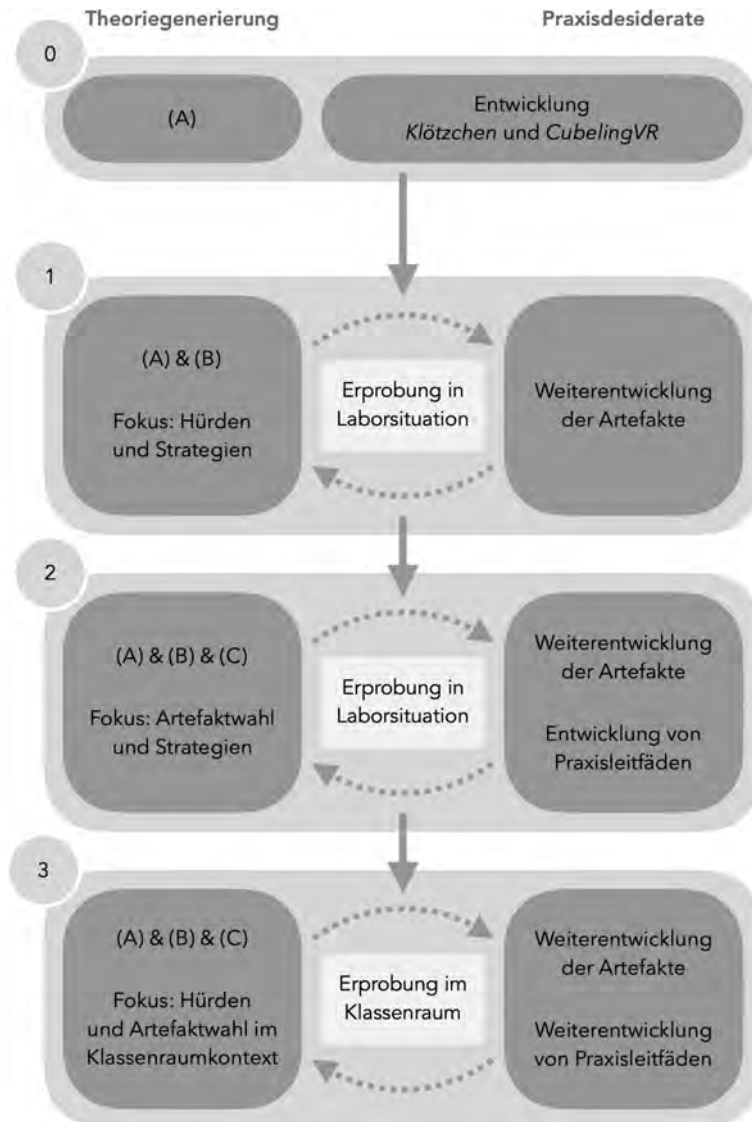 Theoriegenerierung
Praxisdesiderate
0
(A)
Entwicklung
Klötzchen und CubelingVR
1
(A) & (B)
Fokus: Hürden
und Strategien
Erprobung in
Laborsituation
Weiterentwicklung
der Artefakte
2
(A) & (B) & (C)
Fokus: Artefaktwahl
und Strategien
Erprobung in
Laborsituation
Weiterentwicklung
der Artefakte
Entwicklung von
Praxisleitfäden
3
(A) & (B) & (C)
Fokus: Hürden
und Artefaktwahl im
Klassenraumkontext
Erprobung im
Klassenraum
Weiterentwicklung
der Artefakte
Weiterentwicklung
von Praxisleitfäden